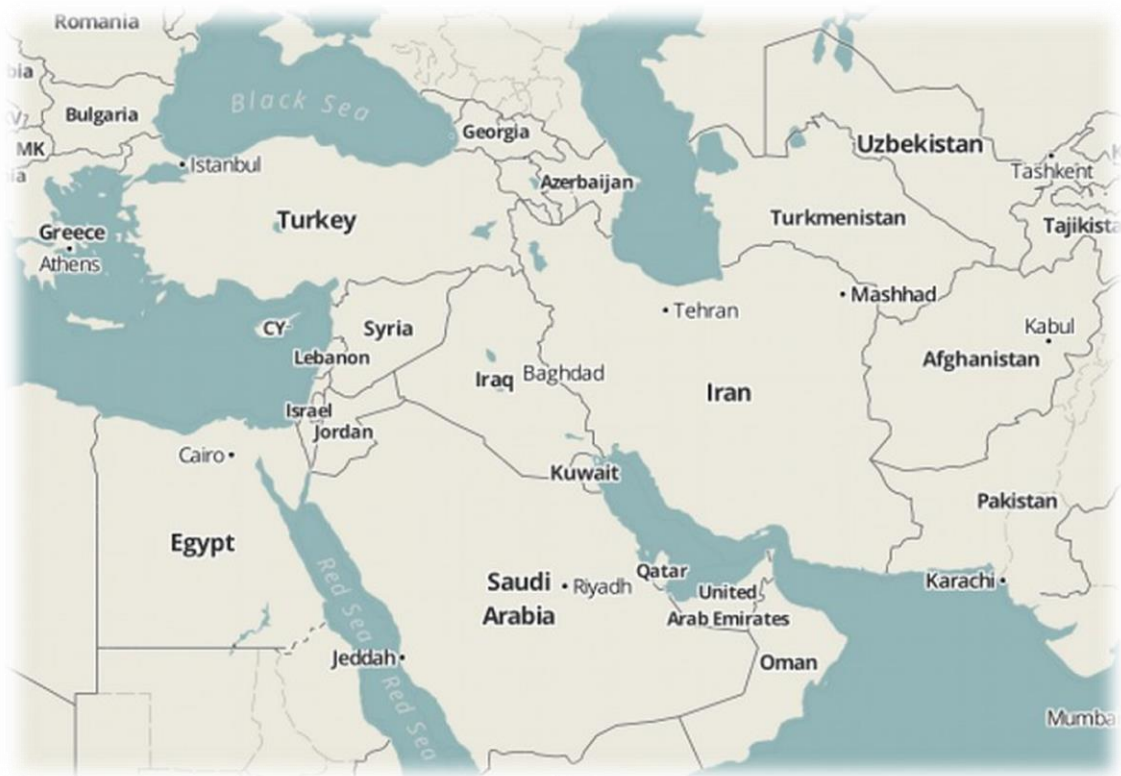 Romania
bia
Bulgaria
Black Sea
Georgia
MK
Istanbul
Azerbaijan
Uzbekistan
Tashkent
Turkey
Turkmenistan
Tajikista
Greece
Athens
Mashhad
Tehran
CY
Syria
Kabul
Lebanon
Afghanistan
Iraq
Baghdad
Iran
Israel
Jordan
Cairo
Kuwait
Pakistan
Egypt
Saudi
Arabia
Riyadh
Qatar
United
Arab Emirates
Karachi
Red Sea
Jeddah
Oman
Red Sea
Mumba